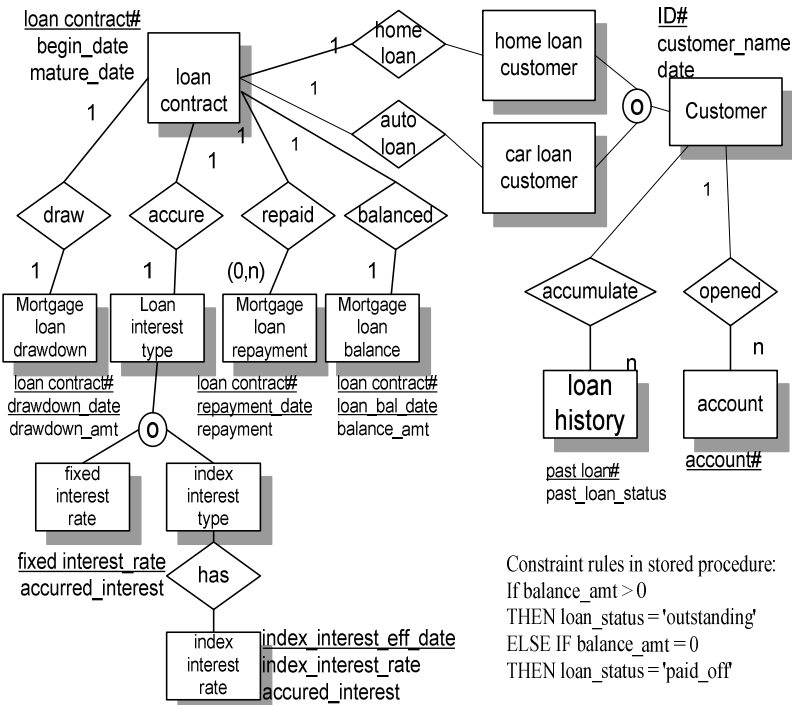 loan contract#
begin_date
mature_date
loan
contract
1
home
loan
home loan
customer
ID#
customer_name
date
O
Customer
1
1
auto
loan
car loan
customer
1
1
1
1
draw
accure
repaid
balanced
accumulate
opened
1
1
(0,n)
1
n
n
Mortgage
loan
drawdown
Loan
interest
type
Mortgage
loan
repayment
Mortgage
loan
balance
loan
history
account
loan contract#
drawdown_date
drawdown_amt
loan contract#
repayment_date
repayment
loan contract#
loan_bal_date
balance_amt
past loan#
past_loan_status
account#
O
fixed
interest
rate
index
interest
type
fixed interest_rate
accurred_interest
has
index
interest
rate
index_interest_eff_date
index_interest_rate
accured_interest
Constraint rules in stored procedure:
If balance_amt > 0
THEN loan_status = 'outstanding'
ELSE IF balance_amt = 0
THEN loan_status = 'paid_off'